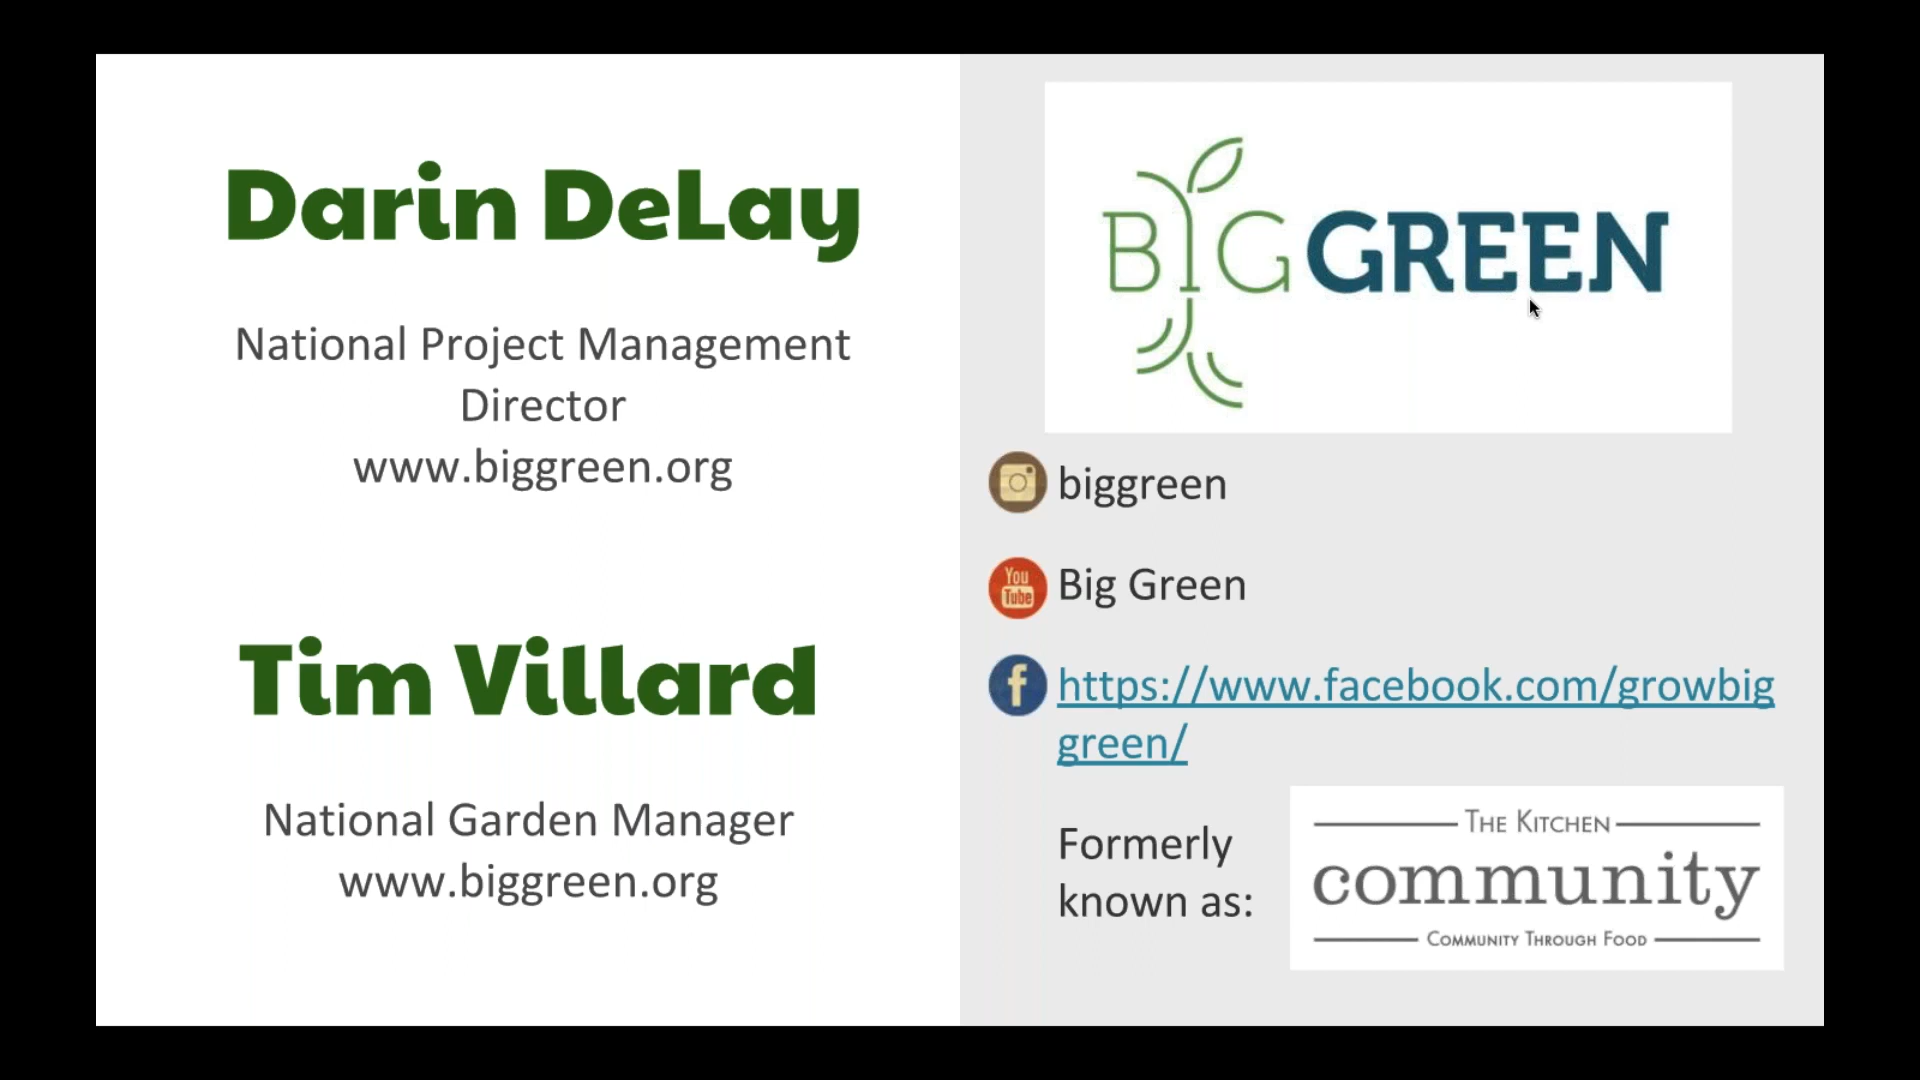 Darin DeLay
National Project Management
Director
www.biggreen.org
Tim Villard
National Garden Manager
www.biggreen.org
BIG GREEN
biggreen
You
Tube
Big Green
f
https://www.facebook.com/growbig
green/
Formerly
known as:
THE KITCHEN
community
COMMUNITY THROUGH FOOD